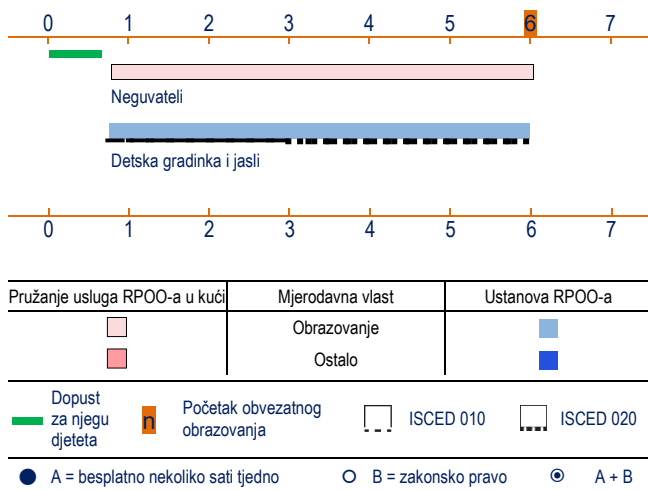 0 1 2 3 4 5 6 7
Neguvateli
Detska gradinka i jasli
0 1 2 3 4 5 6 7
Pružanje usluga RPOO-a u kući Mjerodavna vlast Ustanova RPOO-a
Obrazovanje
Ostalo
Dopust
za njegu
djeteta
n
Početak obveznatnog
obrazovanja
ISCED 010
ISCED 020
A = besplatno nekoliko sati tjedno B = zakonsko pravo A + B